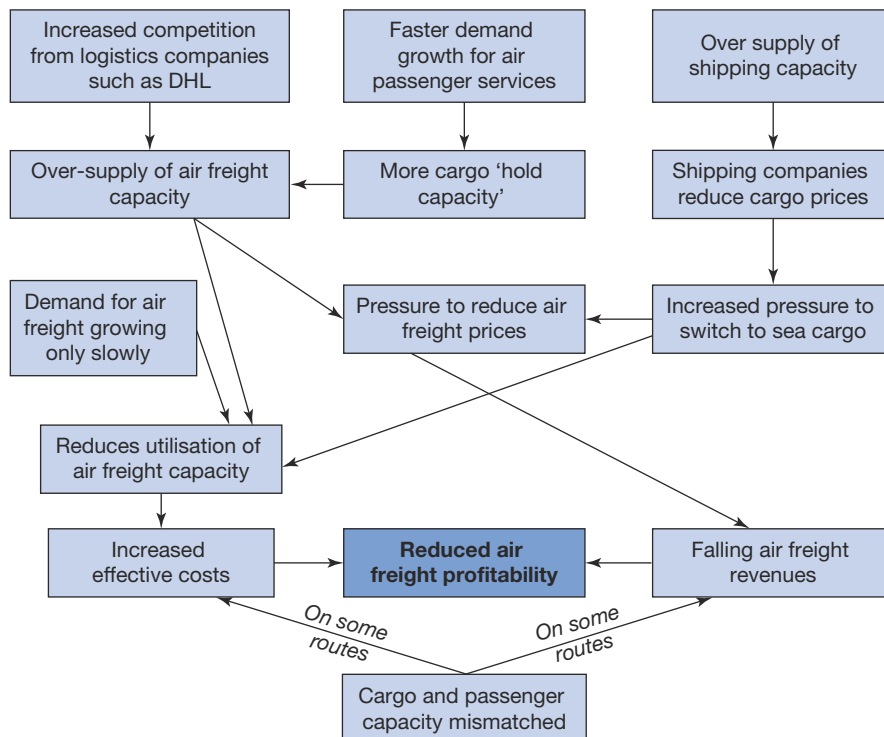 Increased competition
from logistics companies
such as DHL
Faster demand
growth for air
passenger services
Over supply of
shipping capacity
Over-supply of air freight
capacity
More cargo ‘hold
capacity’
Shipping companies
reduce cargo prices
Demand for air
freight growing
only slowly
Pressure to reduce air
freight prices
Increased pressure to
switch to sea cargo
Reduces utilisation of
air freight capacity
Increased
effective costs
Reduced air
freight profitability
Falling air freight
revenues
On some
routes
On some
routes
Cargo and passenger
capacity mismatched